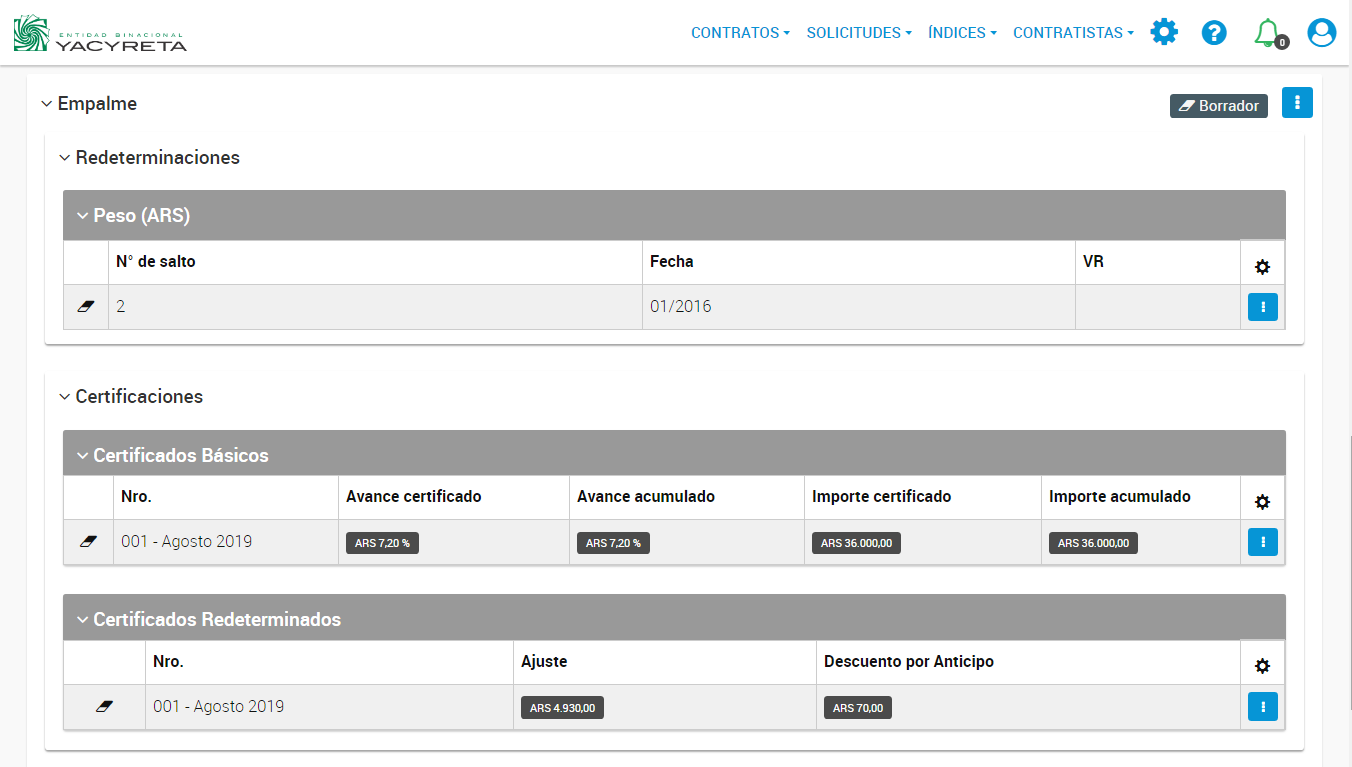 ENTIDAD BINACIONAL
YACYRETA
CONTRATOS SOLICITUDES ÍNDICES CONTRATISTAS ? 0
Empalme Borrador
Redeterminaciones
Peso (ARS)
N° de salto Fecha VR
2 01/2016
Certificaciones
Certificados Básicos
Nro. Avance certificado Avance acumulado Importe certificado Importe acumulado
001 - Agosto 2019 ARS 7,20 % ARS 7,20 % ARS 36.000,00 ARS 36.000,00
Certificados Redeterminados
Nro. Ajuste Descuento por Anticipo
001 - Agosto 2019 ARS 4.930,00 ARS 70,00